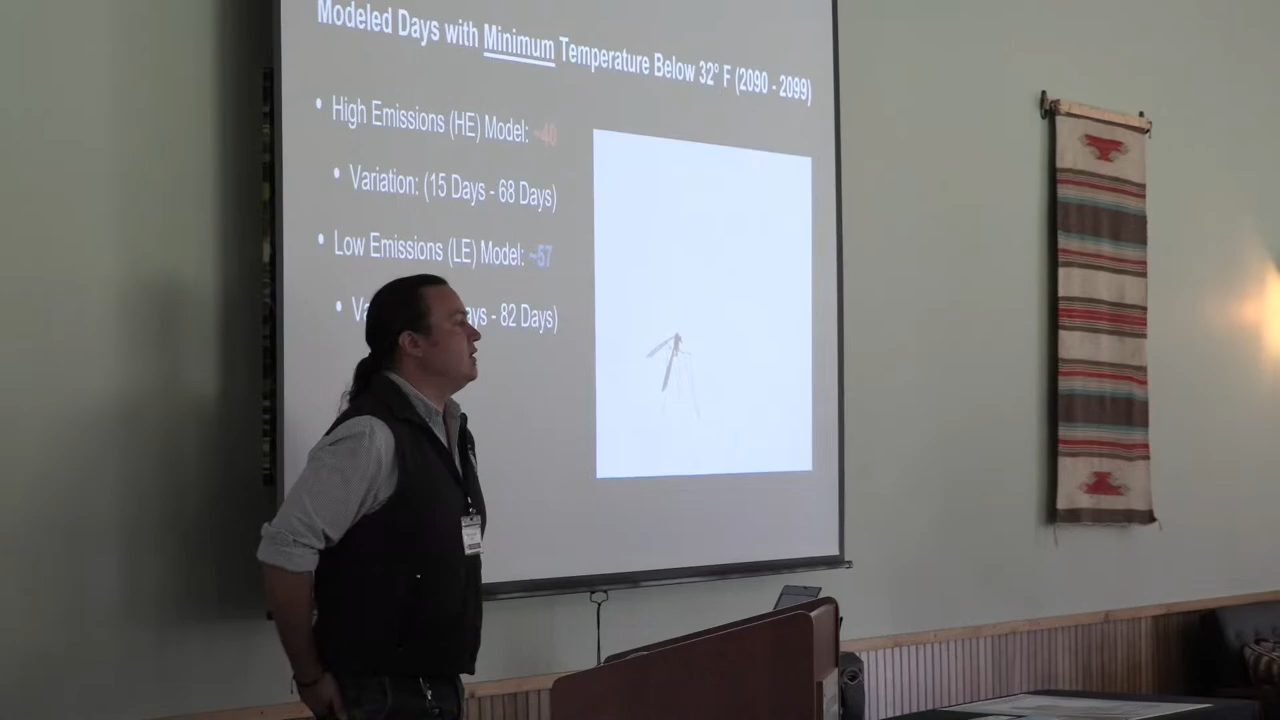 Modeled Days with Minimum Temperature Below 32° F (2090 - 2099)
• High Emissions (HE) Model: ~40
• Variation: (15 Days - 68 Days)
• Low Emissions (LE) Model: ~57
• Va ays - 82 Days)